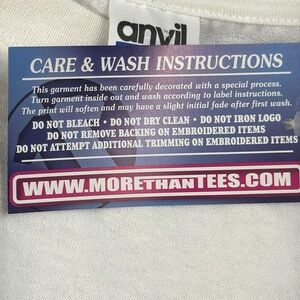 anvil
CARE & WASH INSTRUCTIONS
This garment has been carefully decorated with a special process.
Turn garment inside out and wash according to label instructions.
The print will soften and may have a slight initial fade after first wash.
DO NOT BLEACH • DO NOT DRY CLEAN • DO NOT IRON LOGO
DO NOT REMOVE BACKING ON EMBROIDERED ITEMS
DO NOT ATTEMPT ADDITIONAL TRIMMING ON EMBROIDERED ITEMS
WWW.MORETHANTEES.COM